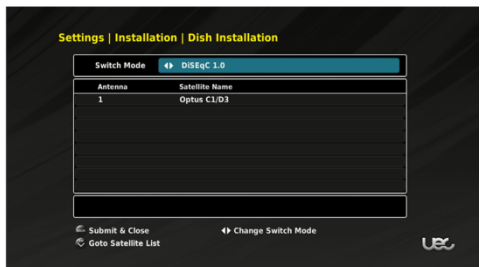 Settings | Installation | Dish Installation
Switch Mode DiSEqC 1.0
Antenna Satellite Name
1 Optus C1/D3
Submit & Close Change Switch Mode
Goto Satellite List
UEC